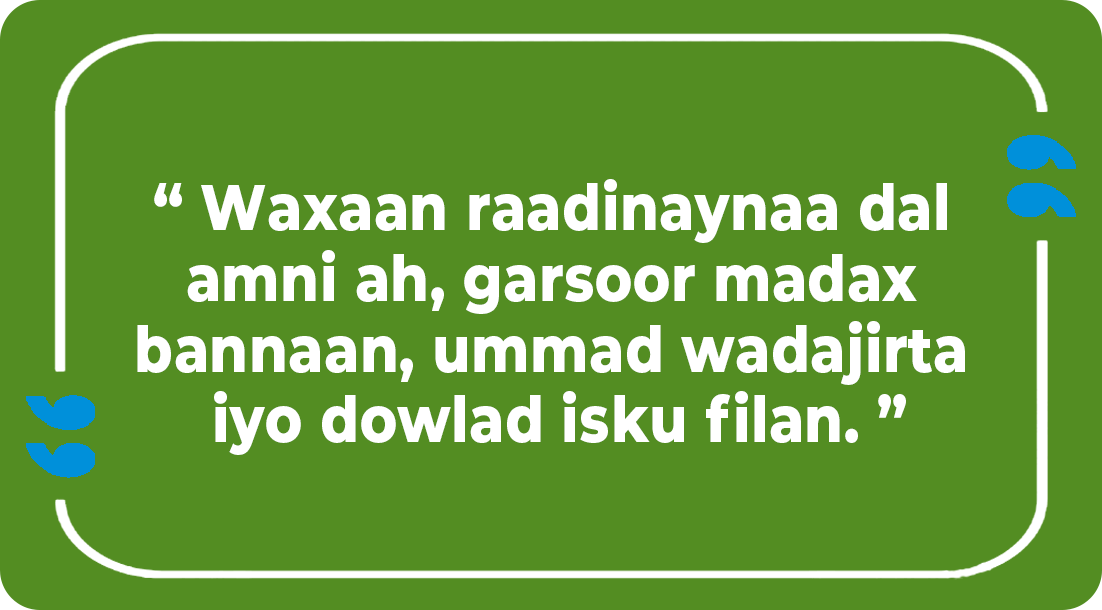 “ Waxaan raadinaynaa dal
amni ah, garsoor madax
bannaan, ummad wadajirta
iyo dowlad isku filan. ”